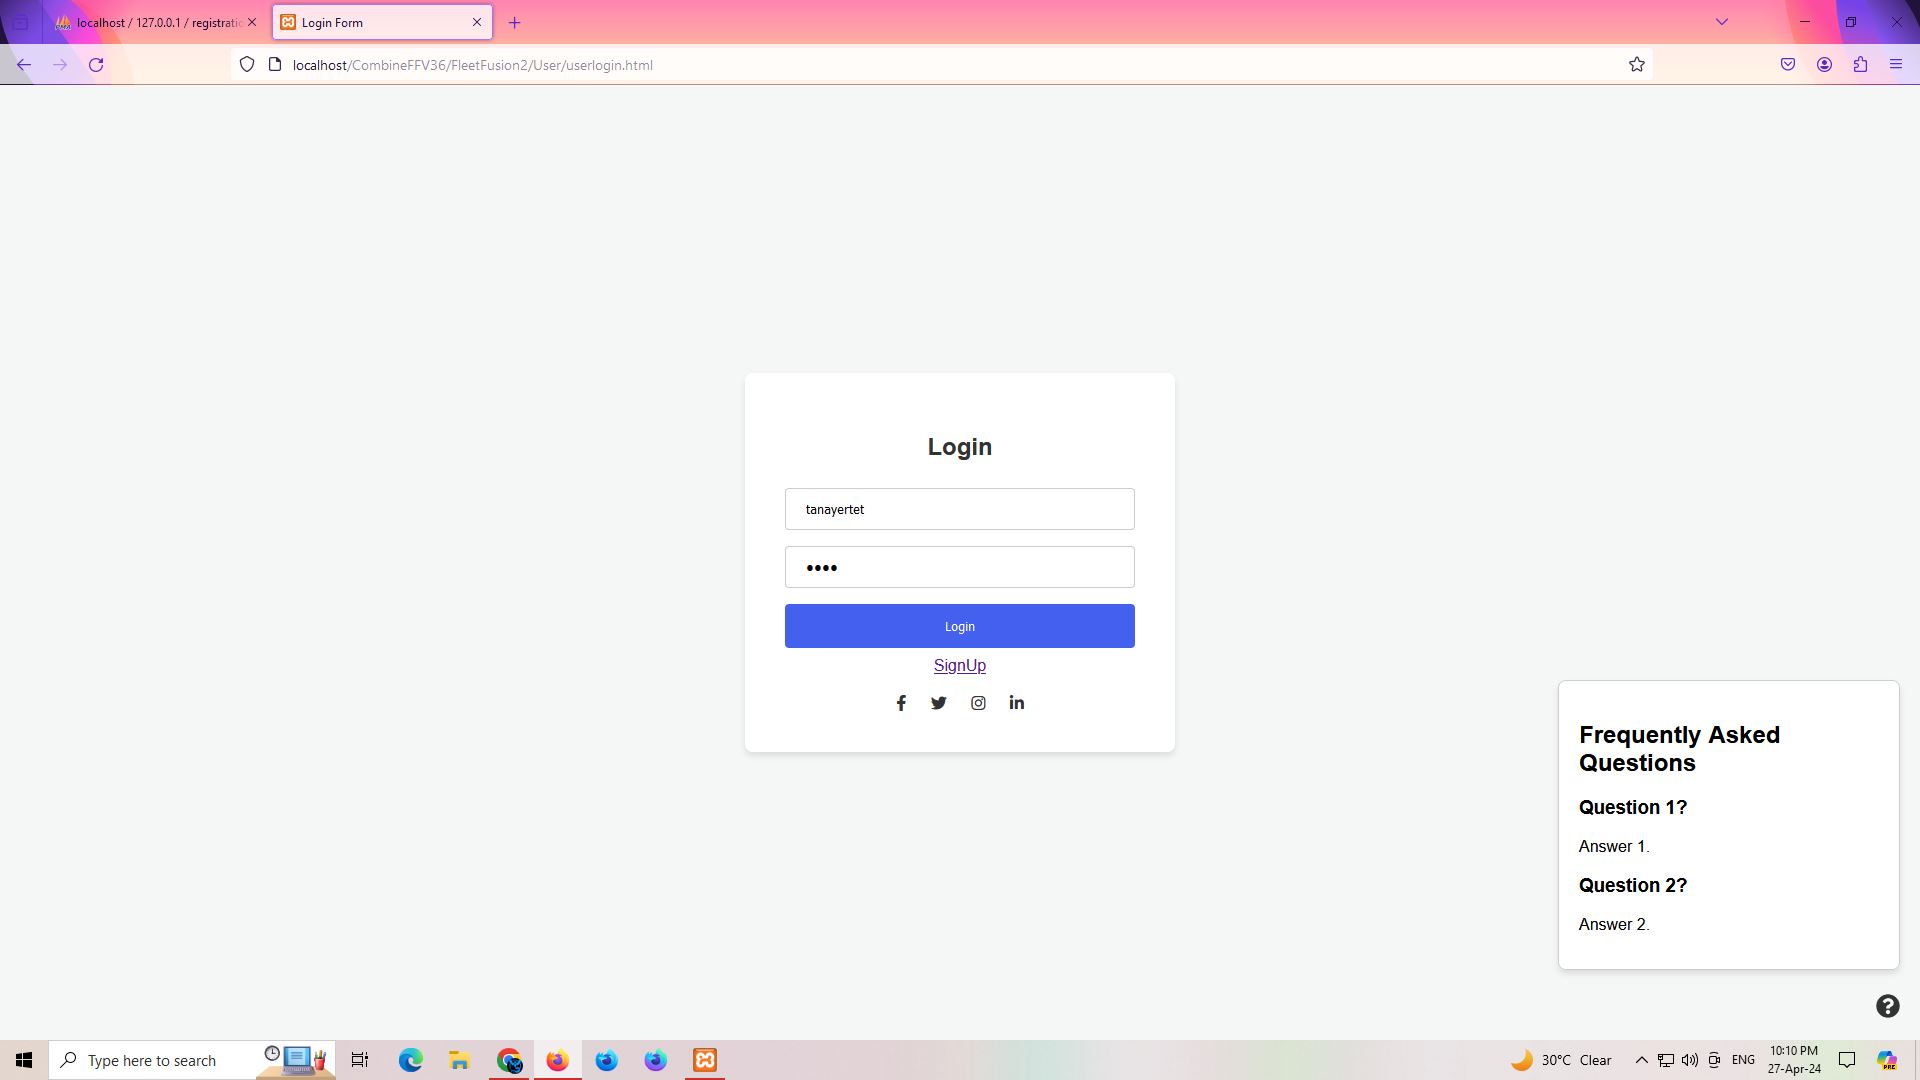 localhost / 127.0.0.1 / registratio
Login Form
localhost/CombineFFV36/FleetFusion2/User/userlogin.html
Login
tanayertet
••••
Login
SignUp
Frequently Asked
Questions
Question 1?
Answer 1.
Question 2?
Answer 2.
Type here to search
30°C Clear
ENG
10:10 PM
27-Apr-24